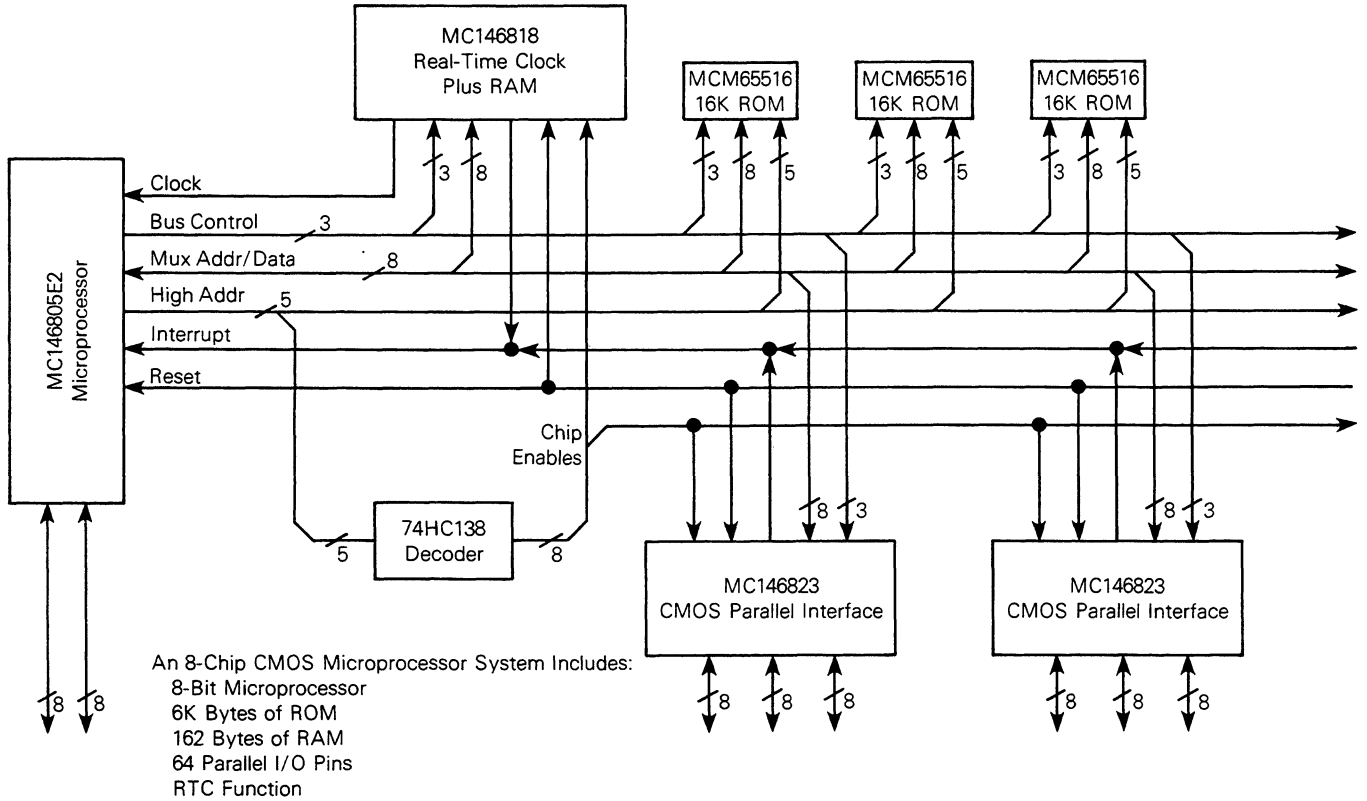 MC146818
Real-Time Clock
Plus RAM
MCM65516
16K ROM
MCM65516
16K ROM
MCM65516
16K ROM
3
8
3
8
5
3
8
5
3
8
5
MC146805E2
Microprocessor
Clock
Bus Control
3
Mux Addr/Data
8
High Addr
5
Interrupt
Reset
Chip
Enables
8
3
8
3
74HC138
Decoder
5
8
MC146823
CMOS Parallel Interface
MC146823
CMOS Parallel Interface
8
8
8
8
8
8
8
8
An 8-Chip CMOS Microprocessor System Includes:
8-Bit Microprocessor
6K Bytes of ROM
162 Bytes of RAM
64 Parallel I/O Pins
RTC Function